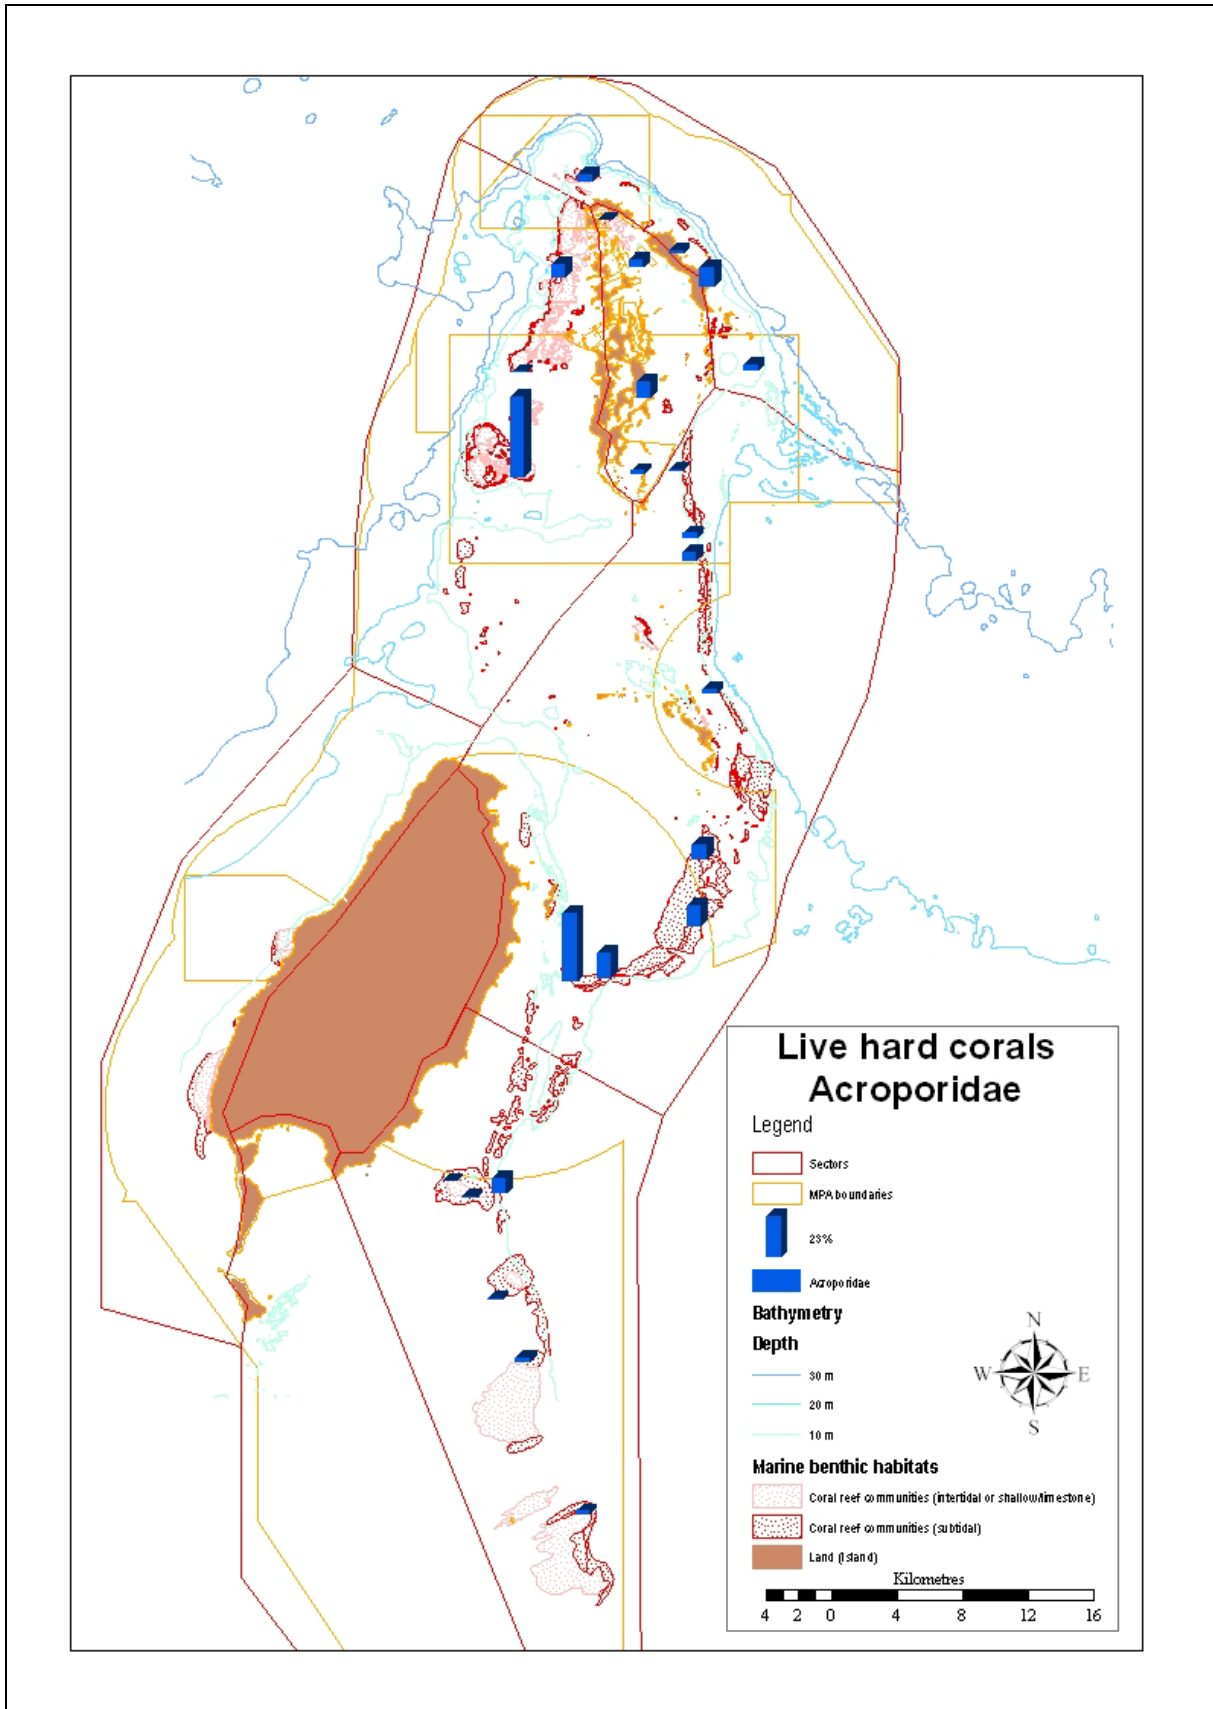 Live hard corals
Acroporidae
Legend
Sectors
MPA boundaries
23%
Acroporidae
Bathymetry
Depth
30 m
20 m
10 m
N
W E
S
Marine benthic habitats
Coral reef communities (intertidal or shallow/limestone)
Coral reef communities (subtidal)
Land (Island)
Kilometres
4 2 0 4 8 12 16